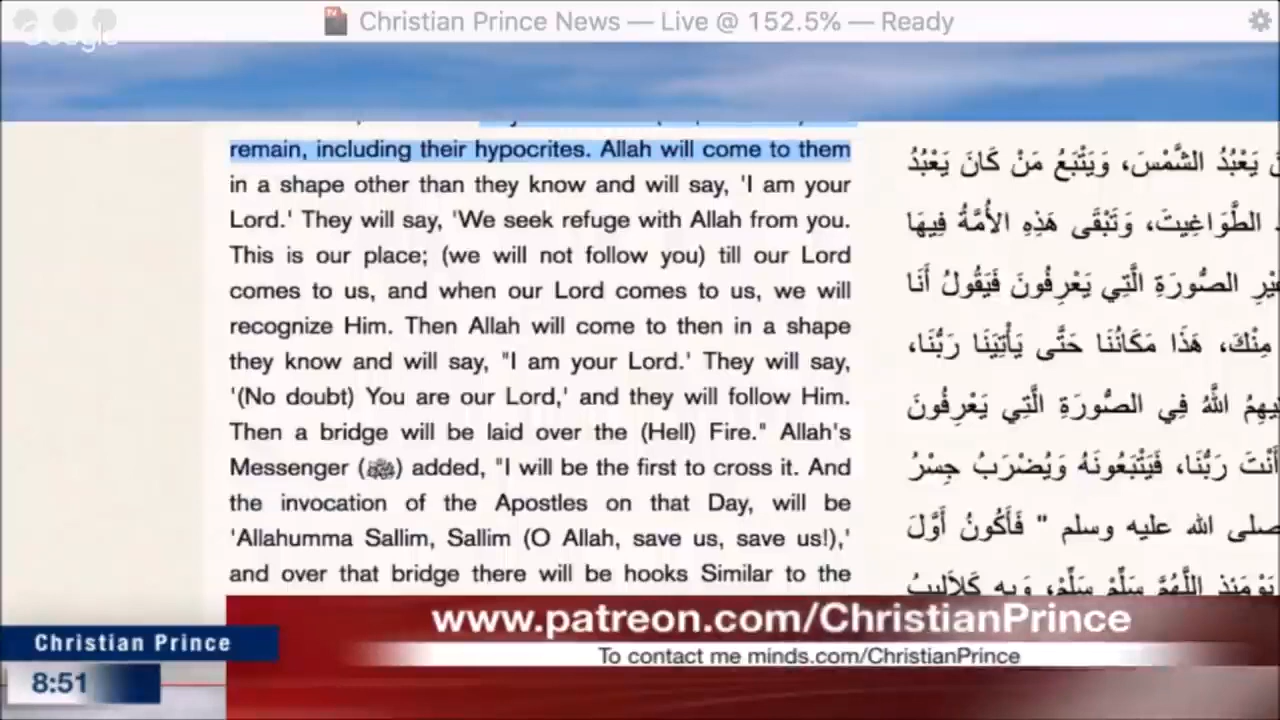 Christian Prince News — Live @ 152.5% — Ready
Google
remain, including their hypocrites. Allah will come to them
in a shape other than they know and will say, 'I am your
Lord.' They will say, 'We seek refuge with Allah from you.
This is our place; (we will not follow you) till our Lord
comes to us, and when our Lord comes to us, we will
recognize Him. Then Allah will come to then in a shape
they know and will say, "I am your Lord.' They will say,
'(No doubt) You are our Lord,' and they will follow Him.
Then a bridge will be laid over the (Hell) Fire." Allah's
Messenger (ﷺ) added, "I will be the first to cross it. And
the invocation of the Apostles on that Day, will be
'Allahumma Sallim, Sallim (O Allah, save us, save us!),'
and over that bridge there will be hooks Similar to the
يَعْبُدُ الشَّمْسَ، وَيَتْبَعُ مَنْ كَانَ يَعْبُدُ
الطَّوَاغِيتَ، وَتَبْقَى هَذِهِ الأُمَّةُ فِيهَا
الصُّورَةِ الَّتِي يَعْرِفُونَ فَيَقُولُ أَنَا
مِنْكَ، هَذَا مَكَانُنَا حَتَّى يَأْتِيَنَا رَبُّنَا،
اللَّهُ فِي الصُّورَةِ الَّتِي يَعْرِفُونَ
أَنْتَ رَبُّنَا، فَيَتْبَعُونَهُ وَيُضْرَبُ جِسْرُ
صلى الله عليه وسلم " فَأَكُونُ أَوَّلَ
يَوْمَئِذٍ اللَّهُمَّ سَلِّمْ سَلِّمْ، وَبِهِ كَلاَلِيبُ
www.patreon.com/ChristianPrince
To contact me minds.com/ChristianPrince
Christian Prince
8:51